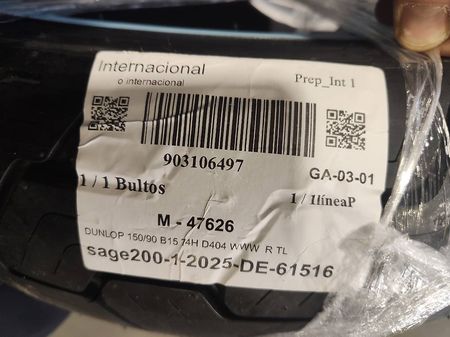 Internacional
o internacional
Prep_Int 1
903106497
GA-03-01
1 / 1 Bultos
1 / 1líneaP
M - 47626
DUNLOP 150/90 B15 74H D404 WWW R TL
sage200-1-2025-DE-61516